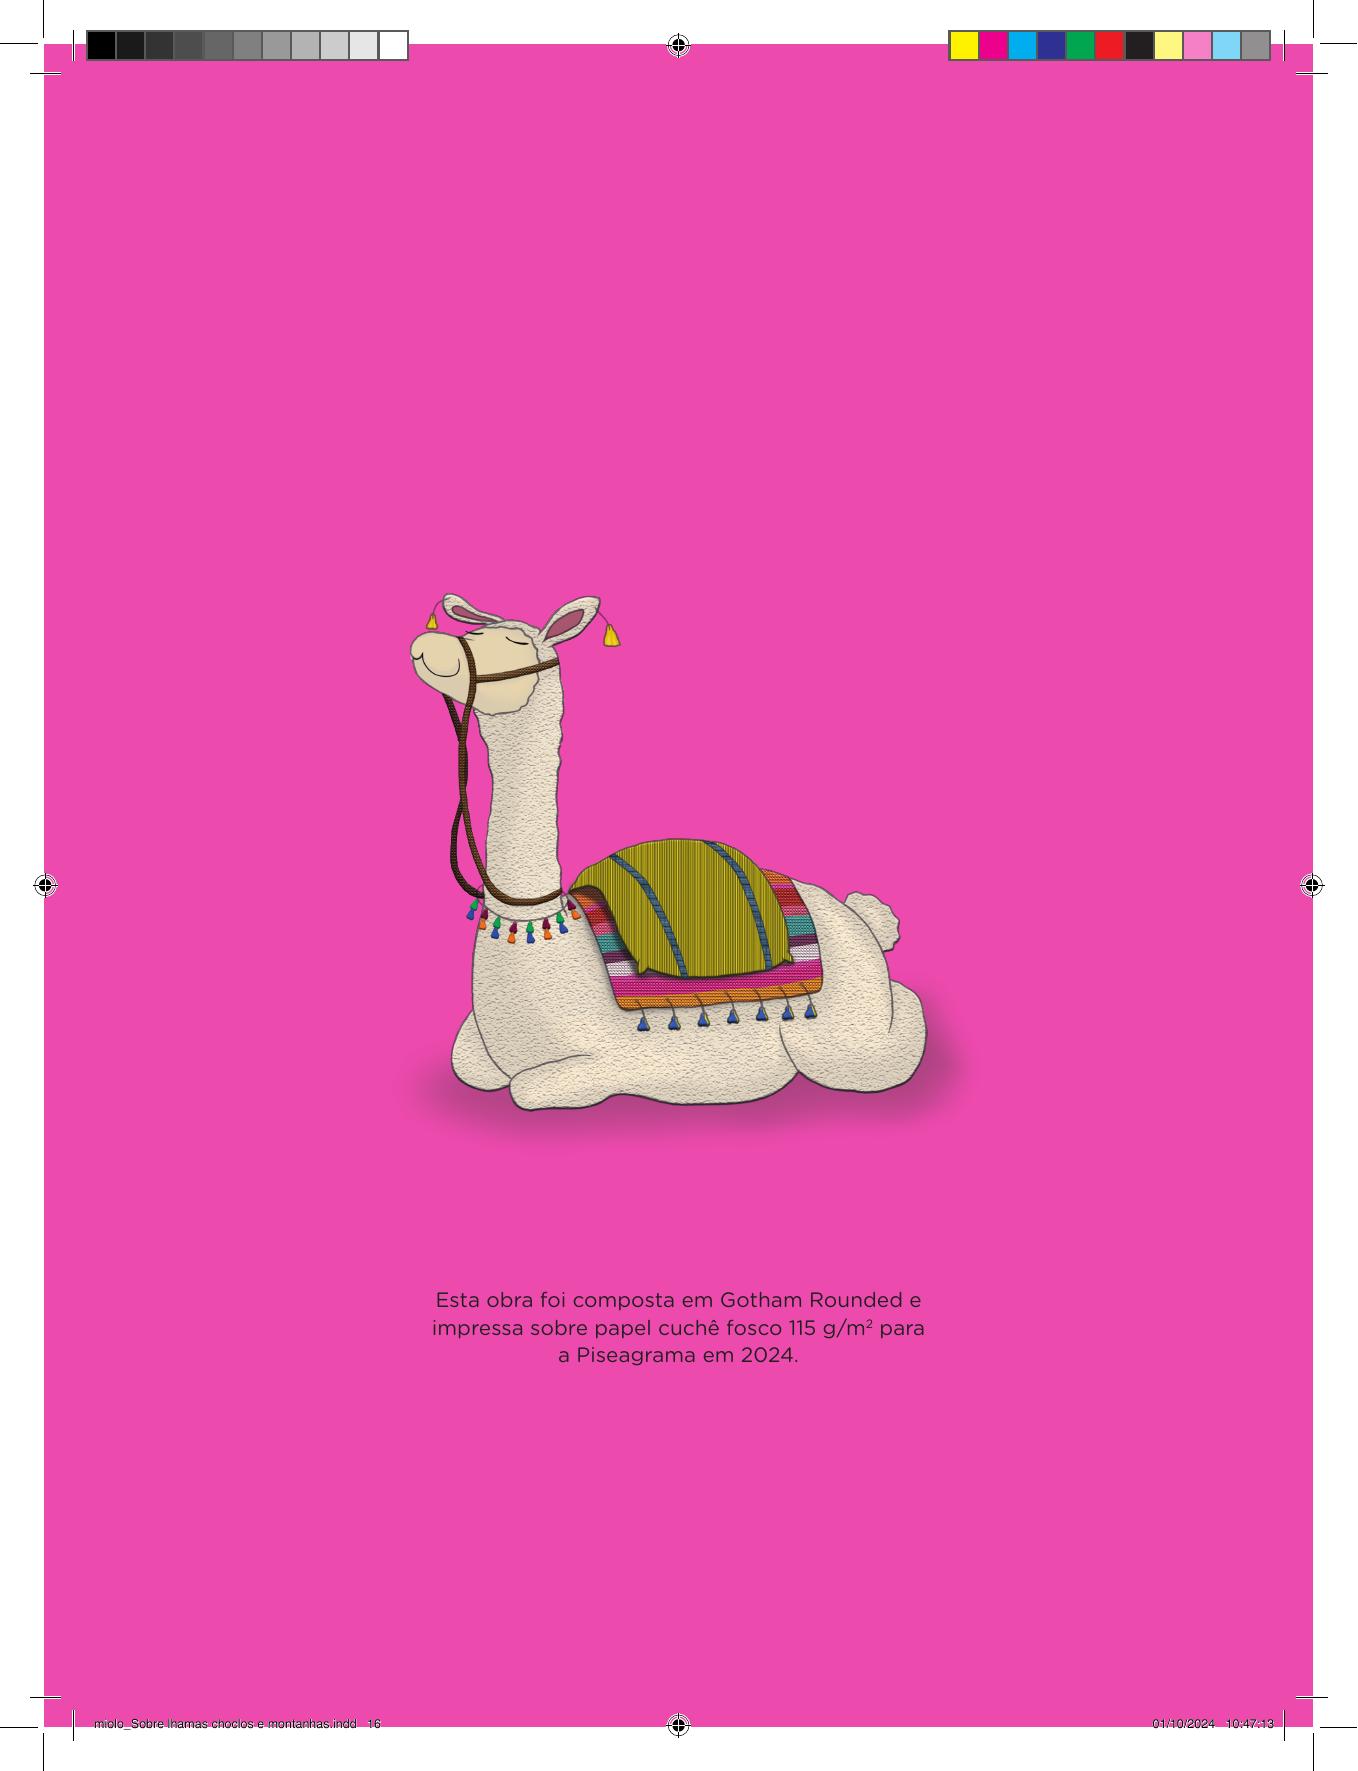 Esta obra foi composta em Gotham Rounded e
impressa sobre papel cuchê fosco 115 g/m² para
a Piseagrama em 2024.
miolo_Sobre lhamas choclos e montanhas.indd 16
01/10/2024 10:47:13